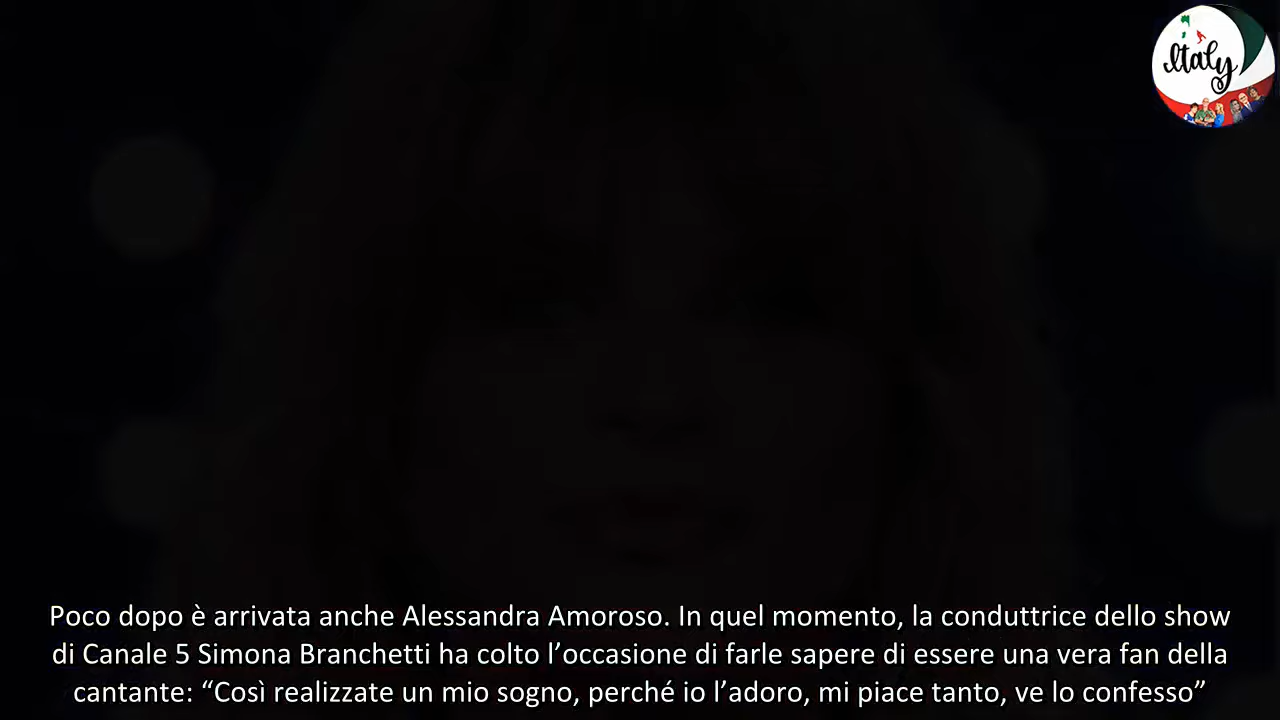 Italy
Poco dopo è arrivata anche Alessandra Amoroso. In quel momento, la conduttrice dello show
di Canale 5 Simona Branchetti ha colto l’occasione di farle sapere di essere una vera fan della
cantante: “Così realizzate un mio sogno, perché io l’adoro, mi piace tanto, ve lo confesso”